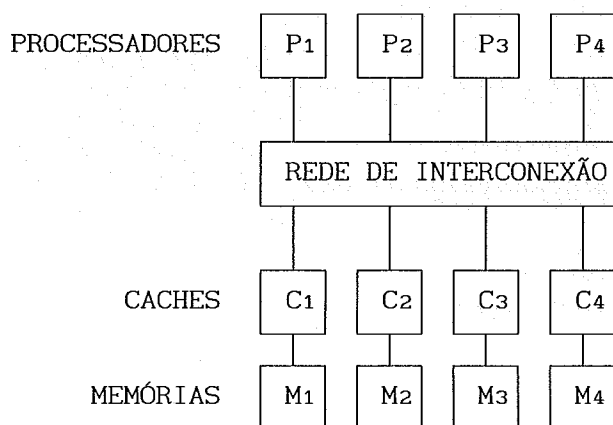 PROCESSADORES P1 P2 P3 P4
REDE DE INTERCONEXÃO
CACHES C1 C2 C3 C4
MEMÓRIAS M1 M2 M3 M4